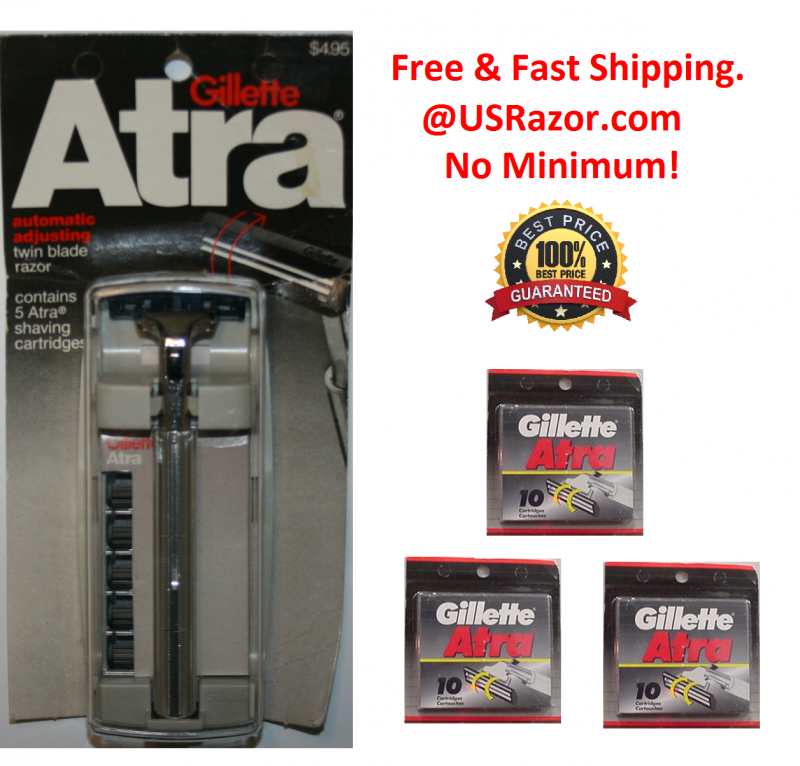 $4.95
Gillette
Atra®
automatic
adjusting
twin blade
razor
contains
5 Atra®
shaving
cartridges
Gillette
Atra
Free & Fast Shipping.
@USRazor.com
No Minimum!
BEST PRICE
100%
BEST PRICE
GUARANTEED
Gillette®
Atra
10
Cartridges
Cartouches
Gillette®
Atra
10
Cartridges
Cartouches
Gillette®
Atra
10
Cartridges
Cartouches